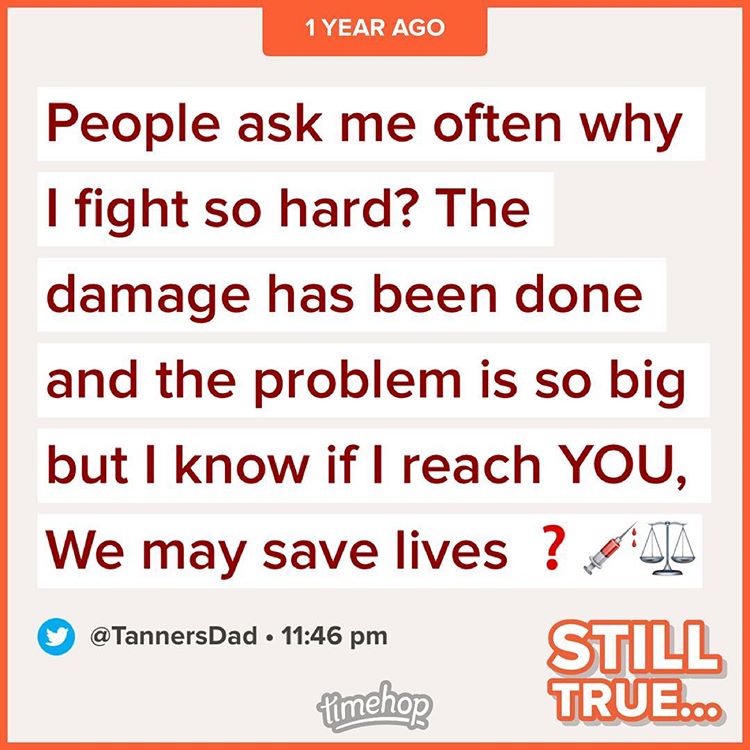 1 YEAR AGO
People ask me often why
I fight so hard? The
damage has been done
and the problem is so big
but I know if I reach YOU,
We may save lives ❓💉⚖️
@TannersDad • 11:46 pm
STILL
TRUE...
timehop